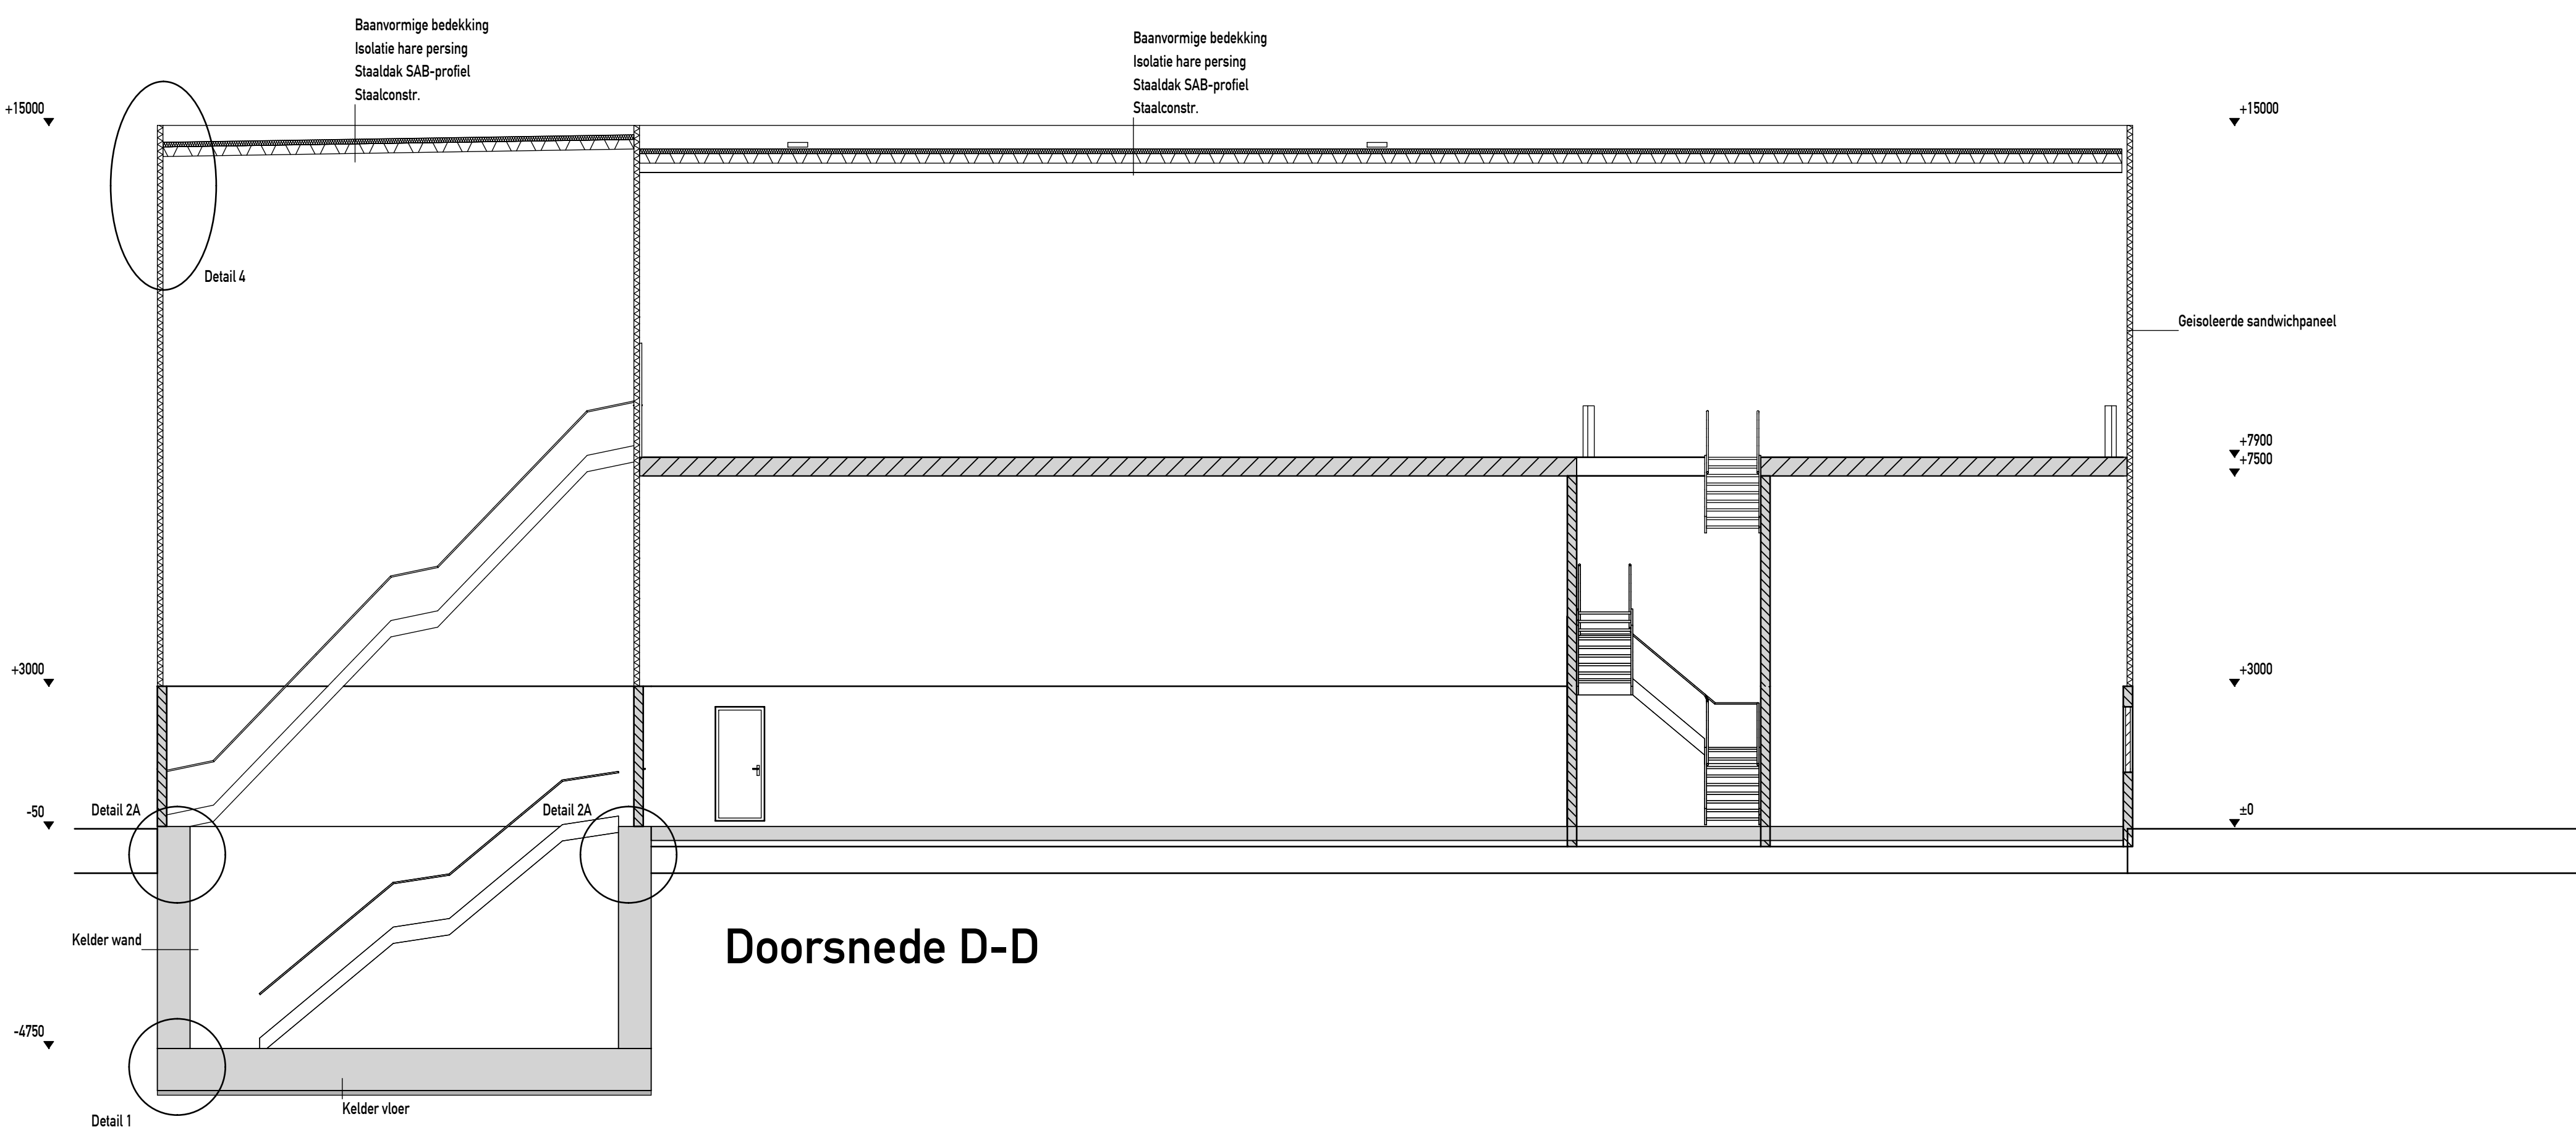 Baanvormige bedekking
Isolatie hare persing
Staaldak SAB-profiel
Staalconstr.
Baanvormige bedekking
Isolatie hare persing
Staaldak SAB-profiel
Staalconstr.
+15000
+15000
Detail 4
Geisoleerde sandwichpaneel
+7900
+7500
+3000
+3000
-50
Detail 2A
Detail 2A
±0
Kelder wand
Doorsnede D-D
-4750
Kelder vloer
Detail 1